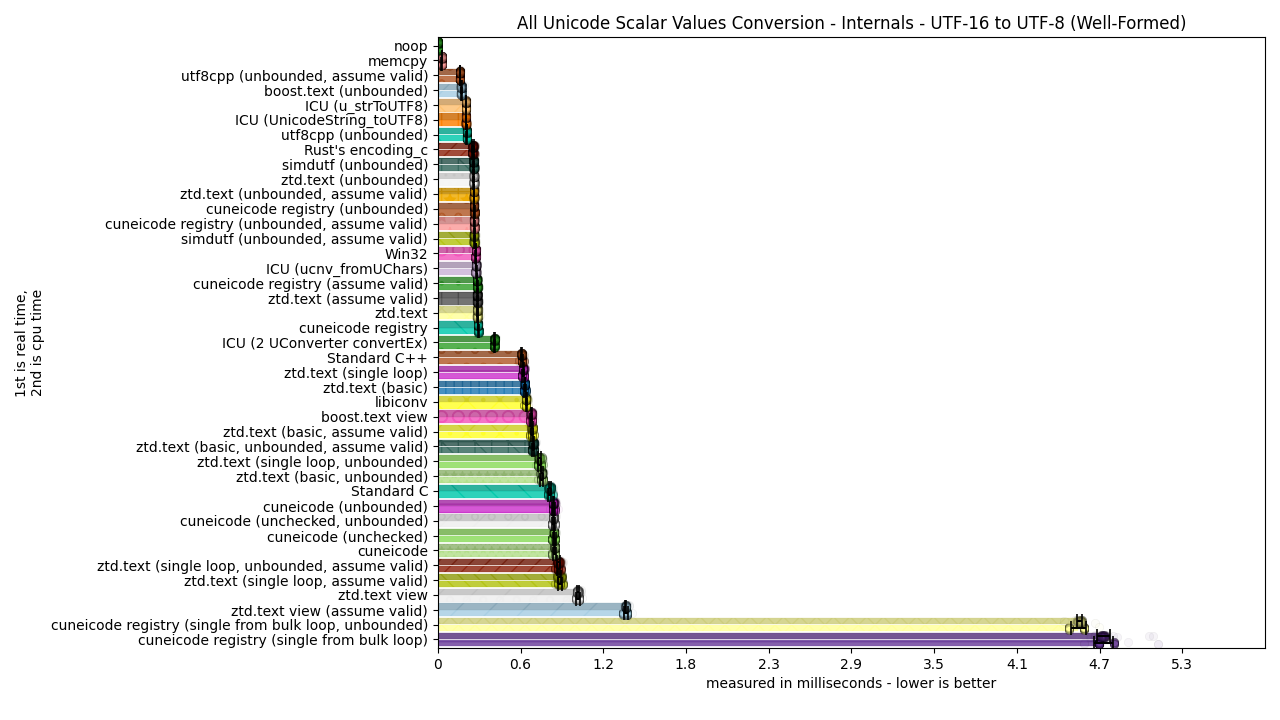 All Unicode Scalar Values Conversion - Internals - UTF-16 to UTF-8 (Well-Formed)
1st is real time,
2nd is cpu time
noop
memcpy
utf8cpp (unbounded, assume valid)
boost.text (unbounded)
ICU (u_strToUTF8)
ICU (UnicodeString_toUTF8)
utf8cpp (unbounded)
Rust's encoding_c
simdutf (unbounded)
ztd.text (unbounded)
ztd.text (unbounded, assume valid)
cuneicode registry (unbounded)
cuneicode registry (unbounded, assume valid)
simdutf (unbounded, assume valid)
Win32
ICU (ucnv_fromUChars)
cuneicode registry (assume valid)
ztd.text (assume valid)
ztd.text
cuneicode registry
ICU (2 UConverter convertEx)
Standard C++
ztd.text (single loop)
ztd.text (basic)
libiconv
boost.text view
ztd.text (basic, assume valid)
ztd.text (basic, unbounded, assume valid)
ztd.text (single loop, unbounded)
ztd.text (basic, unbounded)
Standard C
cuneicode (unbounded)
cuneicode (unchecked, unbounded)
cuneicode (unchecked)
cuneicode
ztd.text (single loop, unbounded, assume valid)
ztd.text (single loop, assume valid)
ztd.text view
ztd.text view (assume valid)
cuneicode registry (single from bulk loop, unbounded)
cuneicode registry (single from bulk loop)
0 0.6 1.2 1.8 2.3 2.9 3.5 4.1 4.7 5.3
measured in milliseconds - lower is better